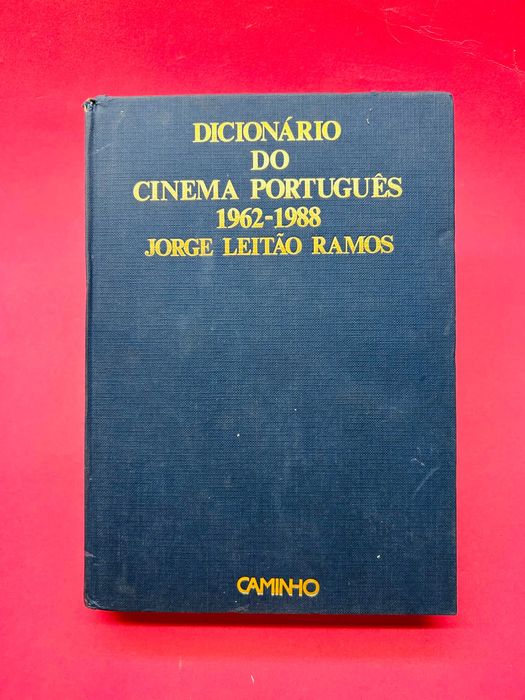 DICIONÁRIO
DO
CINEMA PORTUGUÊS
1962-1988
JORGE LEITÃO RAMOS
CAMINHO